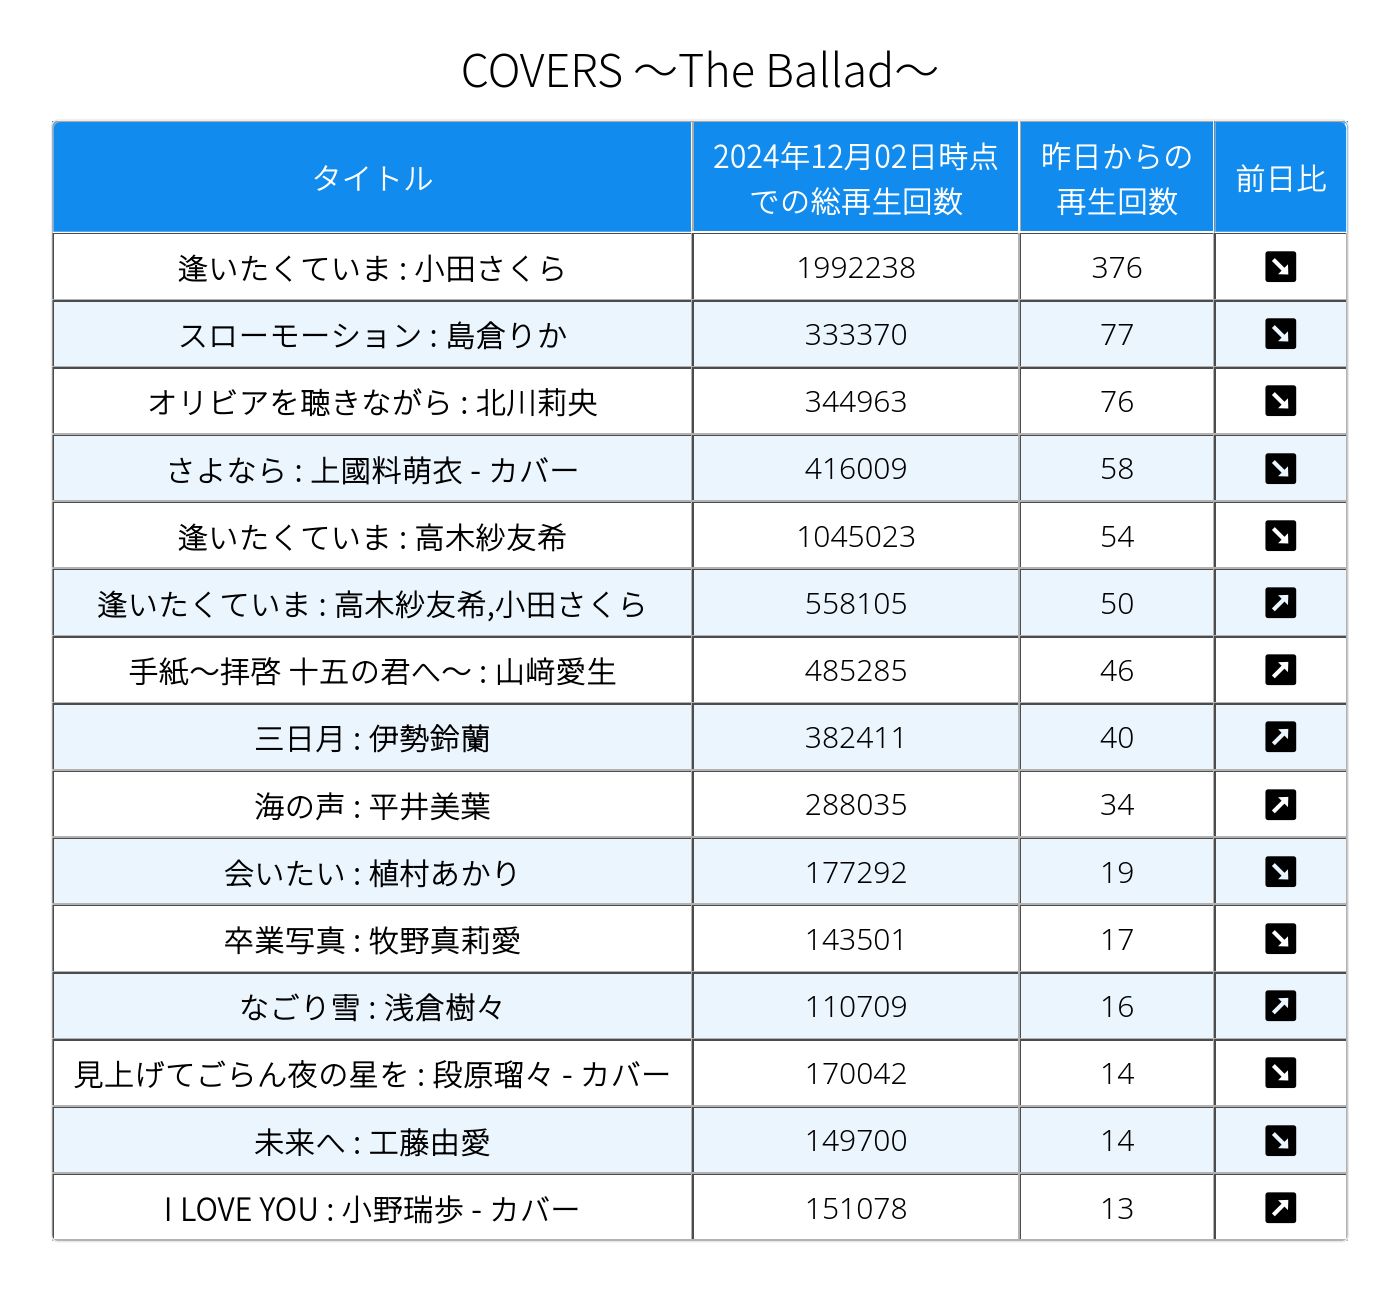 COVERS ～The Ballad～
タイトル 2024年12月02日時点での総再生回数 昨日からの再生回数 前日比
逢いたくていま : 小田さくら 1992238 376 ↘
スローモーション : 島倉りか 333370 77 ↘
オリビアを聴きながら : 北川莉央 344963 76 ↘
さよなら : 上國料萌衣 - カバー 416009 58 ↘
逢いたくていま : 高木紗友希 1045023 54 ↘
逢いたくていま : 高木紗友希,小田さくら 558105 50 ↗
手紙～拝啓 十五の君へ～ : 山﨑愛生 485285 46 ↗
三日月 : 伊勢鈴蘭 382411 40 ↗
海の声 : 平井美葉 288035 34 ↗
会いたい : 植村あかり 177292 19 ↘
卒業写真 : 牧野真莉愛 143501 17 ↘
なごり雪 : 浅倉樹々 110709 16 ↗
見上げてごらん夜の星を : 段原瑠々 - カバー 170042 14 ↘
未来へ : 工藤由愛 149700 14 ↘
I LOVE YOU : 小野瑞歩 - カバー 151078 13 ↗